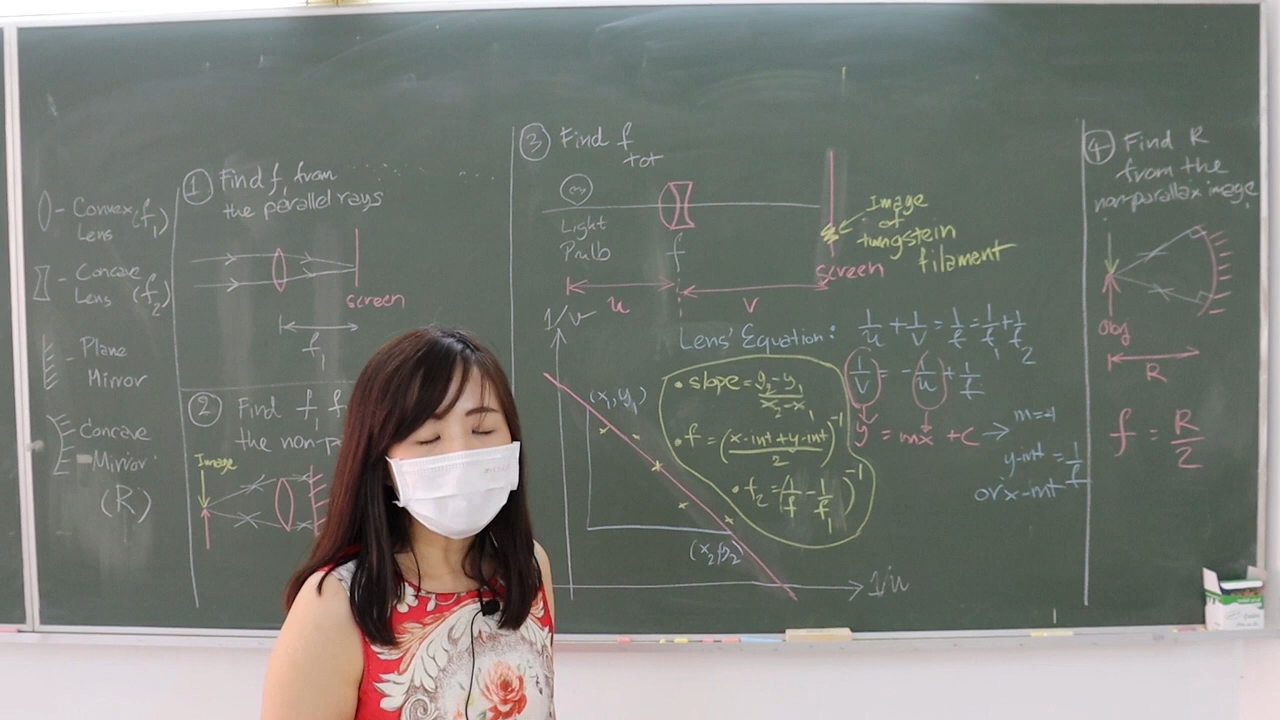 Convex (f1)
Lens
Concave
Lens (f2)
Plane
Mirror
Concave
Mirror
(R)
① Find f1 from
the parallel rays
screen
f1
② Find f1, f
the non-p
Image
③ Find f tot
Light
Bulb
f
Image
of
tungstein
filament
screen
u
v
1/v
Lens' Equation: 1/u + 1/v = 1/f = 1/f1 + 1/f2
1/v = -1/u + 1/f
y = mx + c → m=-1
y-int = 1/f
or x-int
(x1, y1)
• slope = y2-y1 / x2-x1
• f = (x-int + y-int / 2)^-1
• f2 = (1/f - 1/f1)^-1
(x2, y2)
1/u
④ Find R
from the
nonparallax image.
Obj
R
f = R/2